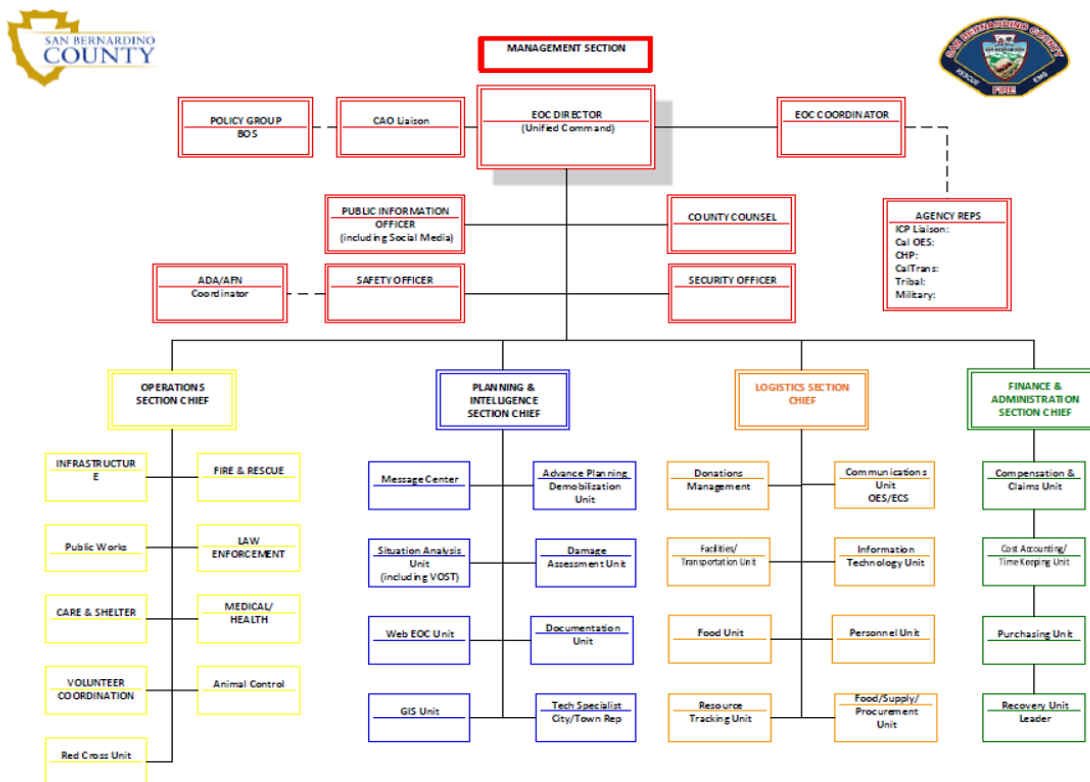 SAN BERNARDINO
COUNTY
SAN BERNARDINO COUNTY
RESCUE
EMS
FIRE
MANAGEMENT SECTION
POLICY GROUP
BOS
CAO Liaison
EOC DIRECTOR
(Unified Command)
EOC COORDINATOR
PUBLIC INFORMATION
OFFICER
(including Social Media)
COUNTY COUNSEL
AGENCY REPS
ICP Liaison:
Cal OES:
CHP:
CalTrans:
Tribal:
Military:
ADA/AFN
Coordinator
SAFETY OFFICER
SECURITY OFFICER
OPERATIONS
SECTION CHIEF
PLANNING &
INTELLIGENCE
SECTION CHIEF
LOGISTICS SECTION
CHIEF
FINANCE &
ADMINISTRATION
SECTION CHIEF
INFRASTRUCTUR
E
FIRE & RESCUE
Public Works
LAW
ENFORCEMENT
CARE & SHELTER
MEDICAL/
HEALTH
VOLUNTEER
COORDINATION
Animal Control
Red Cross Unit
Message Center
Advance Planning
Demobilization
Unit
Situation Analysis
Unit
(including VOST)
Damage
Assessment Unit
Web EOC Unit
Documentation
Unit
GIS Unit
Tech Specialist
City/Town Rep
Donations
Management
Communications
Unit
OES/ECS
Facilities/
Transportation Unit
Information
Technology Unit
Food Unit
Personnel Unit
Resource
Tracking Unit
Food/Supply/
Procurement
Unit
Compensation &
Claims Unit
Cost Accounting/
Time Keeping Unit
Purchasing Unit
Recovery Unit
Leader